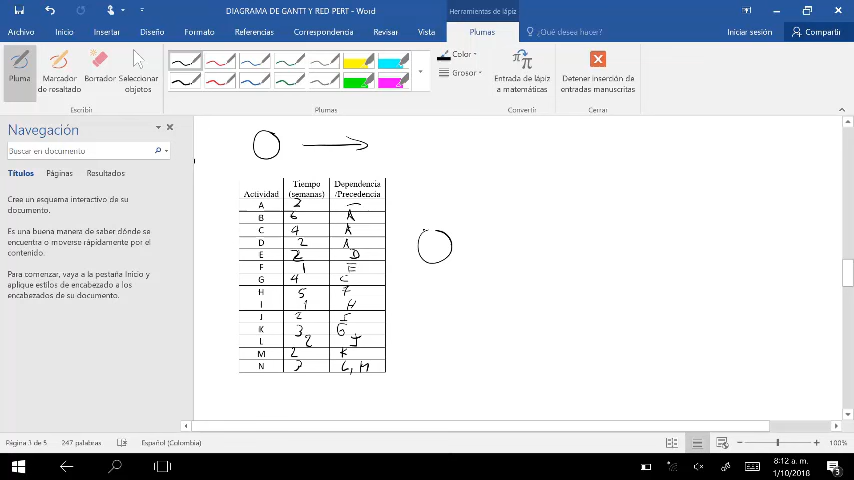 DIAGRAMA DE GANTT Y RED PERT - Word
Herramientas de lápiz
Archivo Inicio Insertar Diseño Formato Referencias Correspondencia Revisar Vista Plumas ¿Qué desea hacer? Iniciar sesión Compartir
Pluma Marcador de resaltado Borrador Seleccionar objetos
Color
Grosor
Entrada de lápiz a matemáticas
Detener inserción de entradas manuscritas
Escribir Plumas Convertir Cerrar
Navegación
Buscar en documento
Títulos Páginas Resultados
Cree un esquema interactivo de su documento.
Es una buena manera de saber dónde se encuentra o moverse rápidamente por el contenido.
Para comenzar, vaya a la pestaña Inicio y aplique estilos de encabezado a los encabezados de su documento.
Actividad Tiempo (semanas) Dependencia /Precedencia
A 2 –
B 6 A
C 4 A
D 2 A
E 2 D
F 1 E
G 4 C
H 5 F
I 1 H
J 2 I
K 3 G
L 2 J
M 2 K
N 3
Página 3 de 5 247 palabras Español (Colombia) 100%
8:12 a. m.
1/10/2018
3